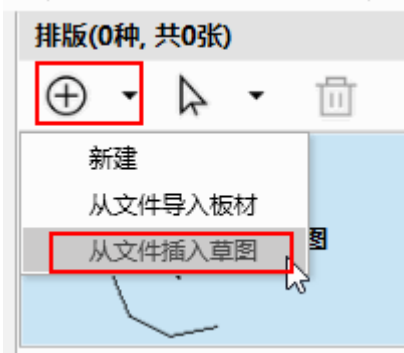 排版(0种, 共0张)
新建
从文件导入板材
从文件插入草图
图